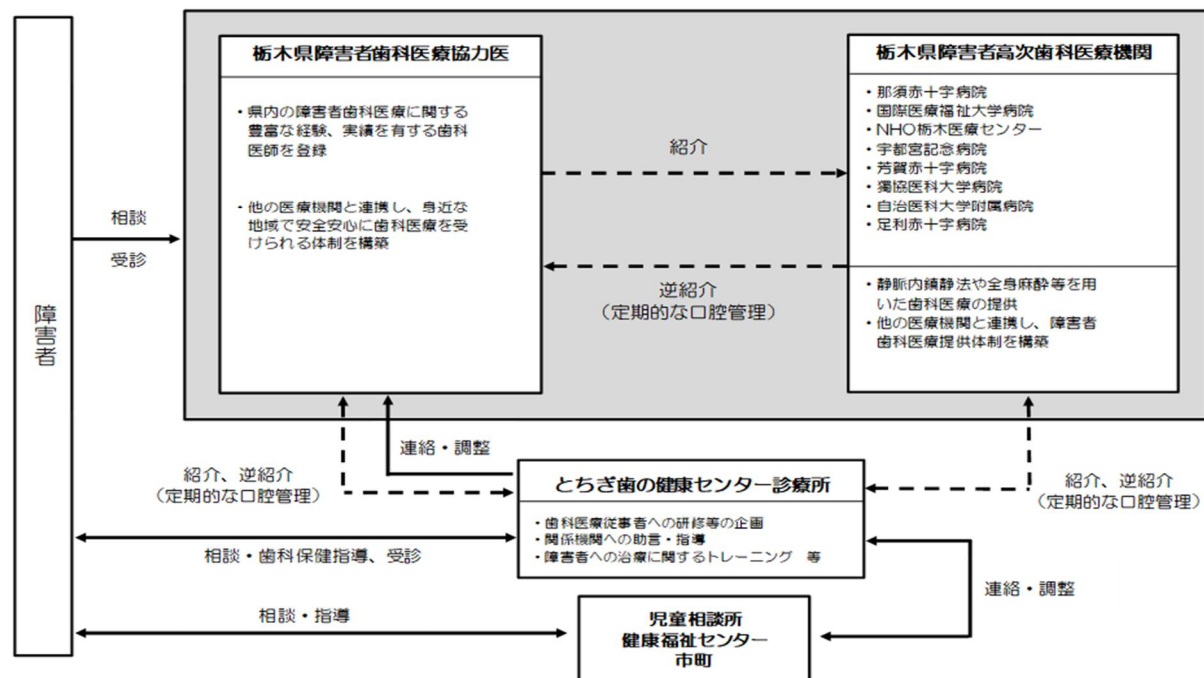 栃木県障害者歯科医療協力医
・県内の障害者歯科医療に関する
豊富な経験、実績を有する歯科
医師を登録
・他の医療機関と連携し、身近な
地域で安全安心に歯科医療を受
けられる体制を構築
紹介
逆紹介
（定期的な口腔管理）
栃木県障害者高次歯科医療機関
・那須赤十字病院
・国際医療福祉大学病院
・NHO栃木医療センター
・宇都宮記念病院
・芳賀赤十字病院
・獨協医科大学病院
・自治医科大学附属病院
・足利赤十字病院
・静脈内鎮静法や全身麻酔等を用
いた歯科医療の提供
・他の医療機関と連携し、障害者
歯科医療提供体制を構築
相談
受診
障害者
連絡・調整
紹介、逆紹介
（定期的な口腔管理）
とちぎ歯の健康センター診療所
・歯科医療従事者への研修等の企画
・関係機関への助言・指導
・障害者への治療に関するトレーニング　等
紹介、逆紹介
（定期的な口腔管理）
相談・歯科保健指導、受診
連絡・調整
相談・指導
児童相談所
健康福祉センター
市町